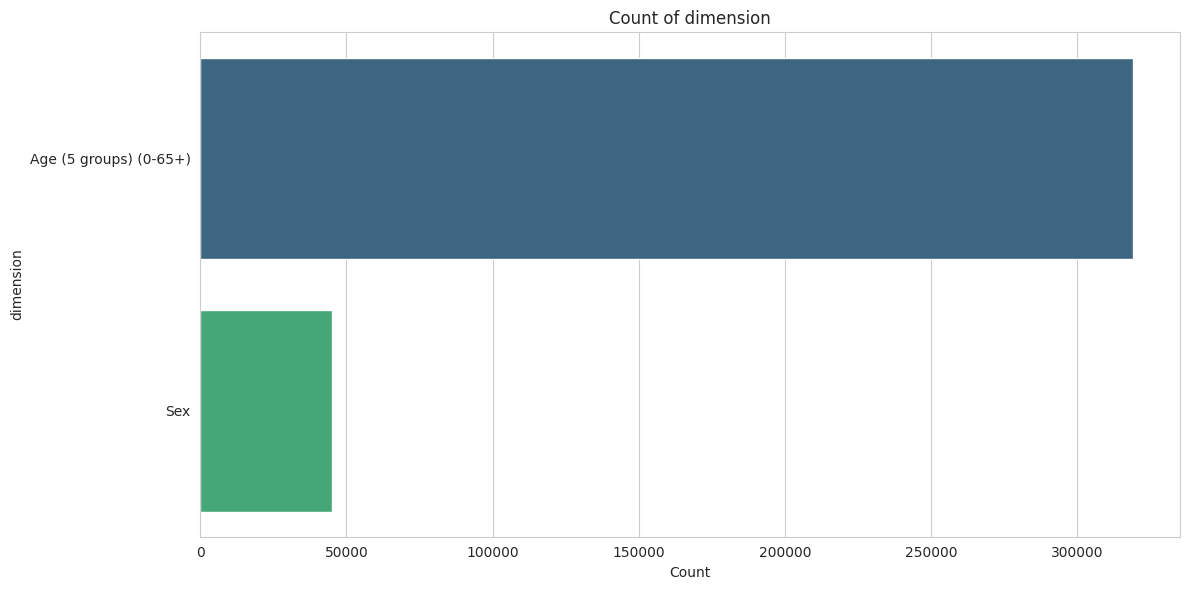 Count of dimension
Age (5 groups) (0-65+)
dimension
Sex
0 50000 100000 150000 200000 250000 300000
Count